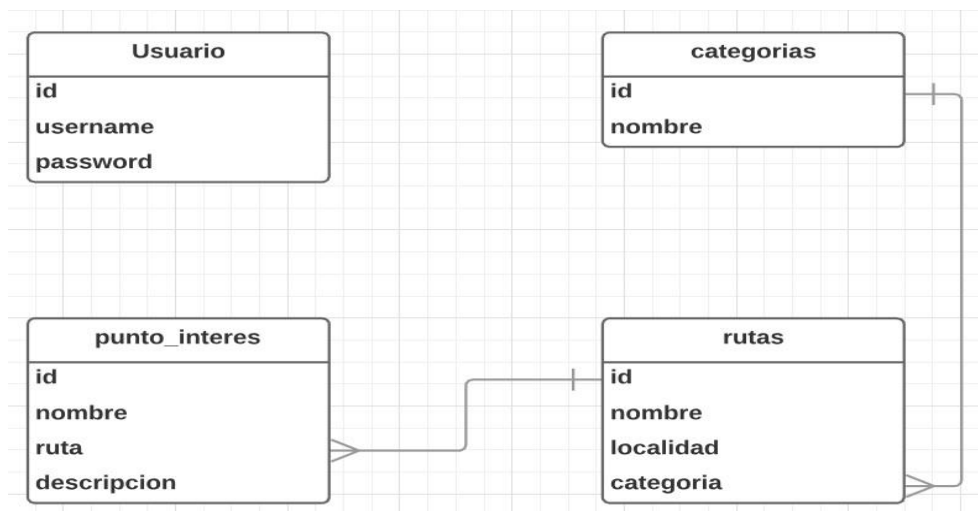 Usuario
id
username
password
categorias
id
nombre
punto_interes
id
nombre
ruta
descripcion
rutas
id
nombre
localidad
categoria